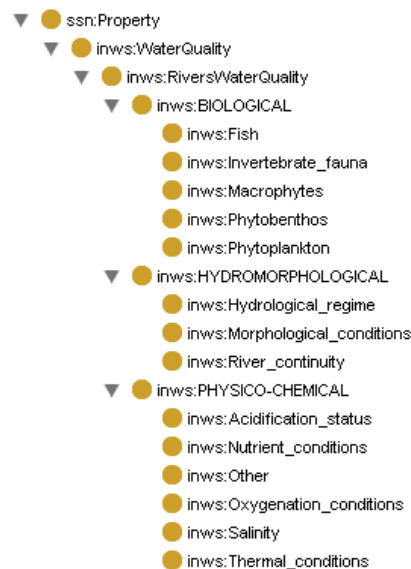 ssn:Property
inws:WaterQuality
inws:RiversWaterQuality
inws:BIOLOGICAL
inws:Fish
inws:Invertebrate_fauna
inws:Macrophytes
inws:Phytobenthos
inws:Phytoplankton
inws:HYDROMORPHOLOGICAL
inws:Hydrological_regime
inws:Morphological_conditions
inws:River_continuity
inws:PHYSICO-CHEMICAL
inws:Acidification_status
inws:Nutrient_conditions
inws:Other
inws:Oxygenation_conditions
inws:Salinity
inws:Thermal_conditions